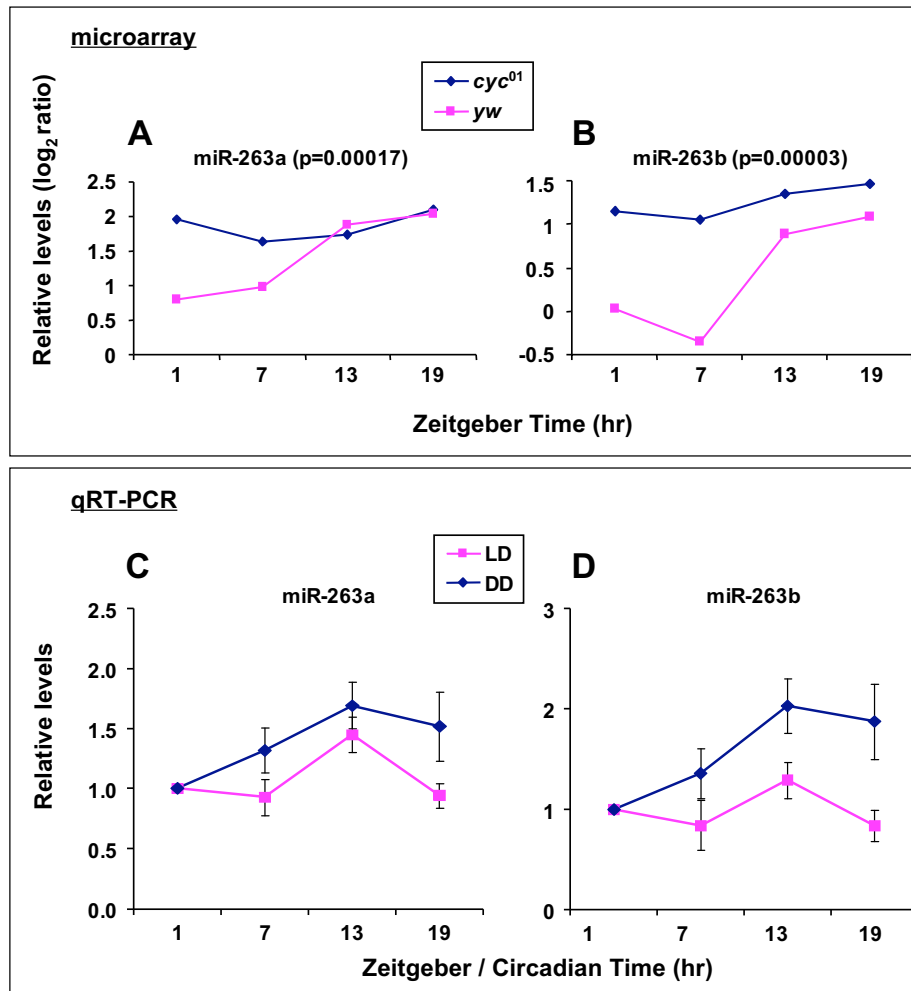 microarray
cyc⁰¹
yw
A
B
miR-263a (p=0.00017)
miR-263b (p=0.00003)
Relative levels (log₂ ratio)
2.5
2
1.5
1
0.5
0
1 7 13 19
1.5
1
0.5
0
-0.5
1 7 13 19
Zeitgeber Time (hr)
qRT-PCR
LD
DD
C
D
miR-263a
miR-263b
Relative levels
2.5
2.0
1.5
1.0
0.5
0.0
1 7 13 19
3
2
1
0
1 7 13 19
Zeitgeber / Circadian Time (hr)